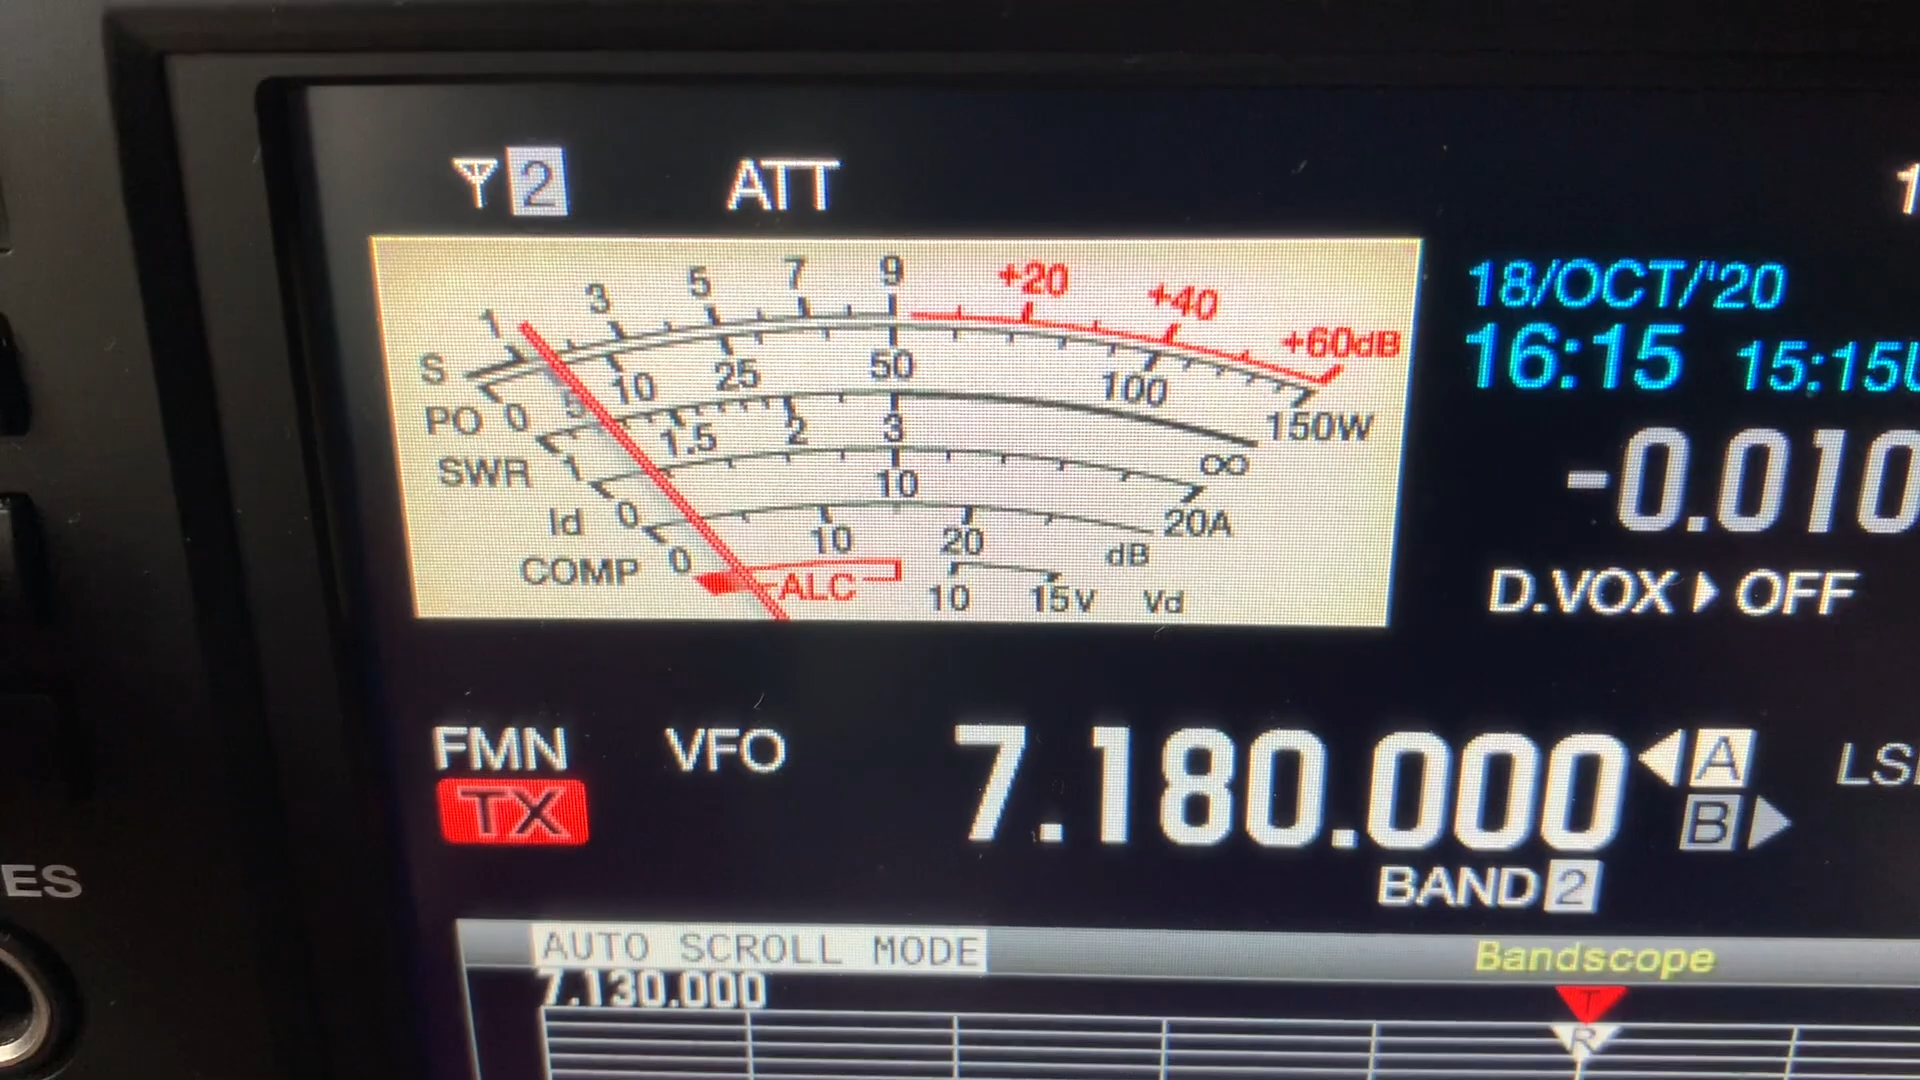 2 ATT
1 3 5 7 9 +20 +40 +60dB
S
10 25 50 100 150W
PO 0 5
1.5 2 3 ∞
SWR 1
10 20A
Id 0
10 20 dB
COMP 0
ALC 10 15V Vd
18/OCT/'20
16:15 15:15U
-0.010
D.VOX OFF
FMN VFO 7.180.000 A
TX B
BAND 2
ES
AUTO SCROLL MODE
Bandscope
7.130.000
T
R